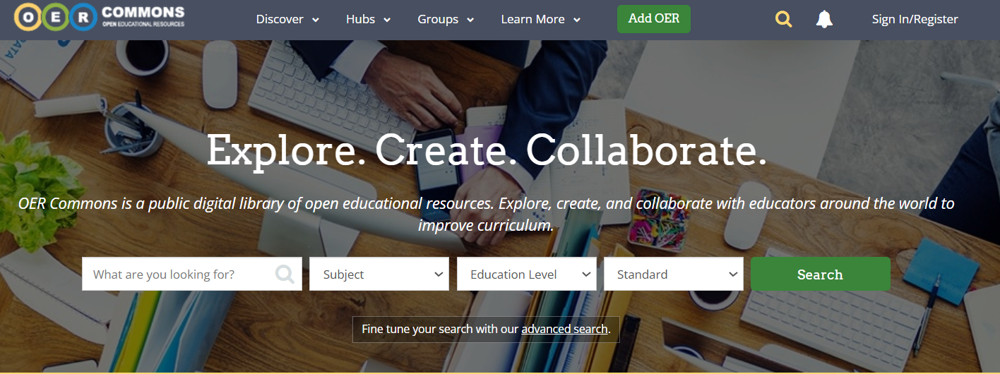 OER COMMONS
OPEN EDUCATIONAL RESOURCES
Discover Hubs Groups Learn More Add OER Sign In/Register
DATA
Explore. Create. Collaborate.
OER Commons is a public digital library of open educational resources. Explore, create, and collaborate with educators around the world to
improve curriculum.
What are you looking for? Subject Education Level Standard Search
Fine tune your search with our advanced search.